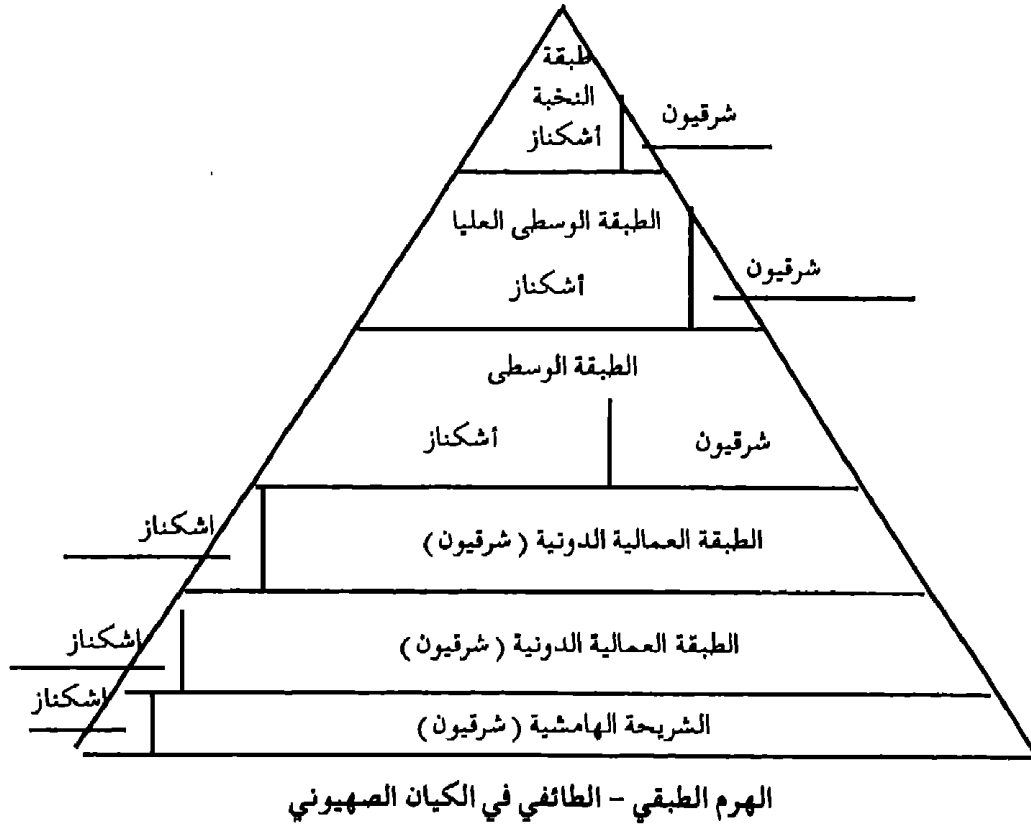 طبقة
النخبة
أشكناز
شرقيون
الطبقة الوسطى العليا
أشكناز
شرقيون
الطبقة الوسطى
أشكناز
شرقيون
اشكناز
الطبقة العمالية الدونية (شرقيون)
اشكناز
الطبقة العمالية الدونية (شرقيون)
اشكناز
الشريحة الهامشية (شرقيون)
الهرم الطبقي – الطائفي في الكيان الصهيوني